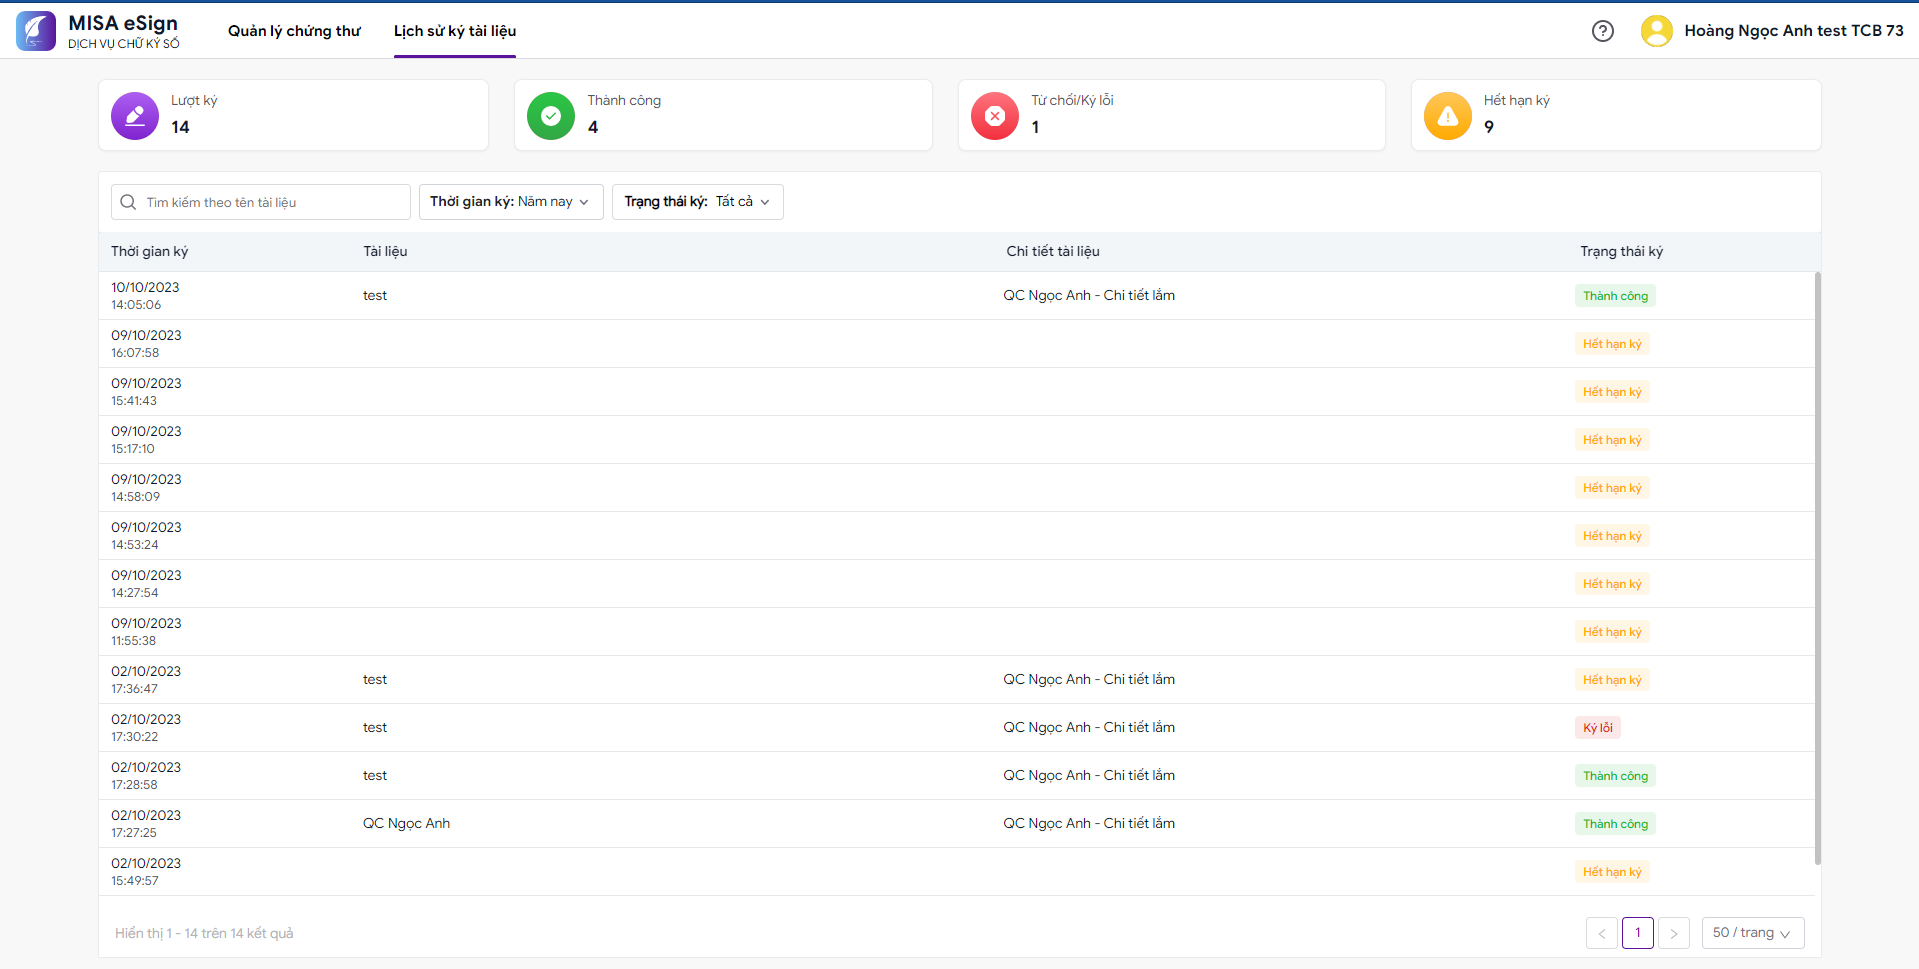 MISA eSign
DỊCH VỤ CHỮ KÝ SỐ
Quản lý chứng thư
Lịch sử ký tài liệu
Hoàng Ngọc Anh test TCB 73
Lượt ký
14
Thành công
4
Từ chối/Ký lỗi
1
Hết hạn ký
9
Tìm kiếm theo tên tài liệu
Thời gian ký: Năm nay
Trạng thái ký: Tất cả
Thời gian ký
Tài liệu
Chi tiết tài liệu
Trạng thái ký
10/10/2023
14:05:06
test
QC Ngọc Anh - Chi tiết lắm
Thành công
09/10/2023
16:07:58
Hết hạn ký
09/10/2023
15:41:43
Hết hạn ký
09/10/2023
15:17:10
Hết hạn ký
09/10/2023
14:58:09
Hết hạn ký
09/10/2023
14:53:24
Hết hạn ký
09/10/2023
14:27:54
Hết hạn ký
09/10/2023
11:55:38
Hết hạn ký
02/10/2023
17:36:47
test
QC Ngọc Anh - Chi tiết lắm
Hết hạn ký
02/10/2023
17:30:22
test
QC Ngọc Anh - Chi tiết lắm
Ký lỗi
02/10/2023
17:28:58
test
QC Ngọc Anh - Chi tiết lắm
Thành công
02/10/2023
17:27:25
QC Ngọc Anh
QC Ngọc Anh - Chi tiết lắm
Thành công
02/10/2023
15:49:57
Hết hạn ký
Hiển thị 1 - 14 trên 14 kết quả
1
50 / trang